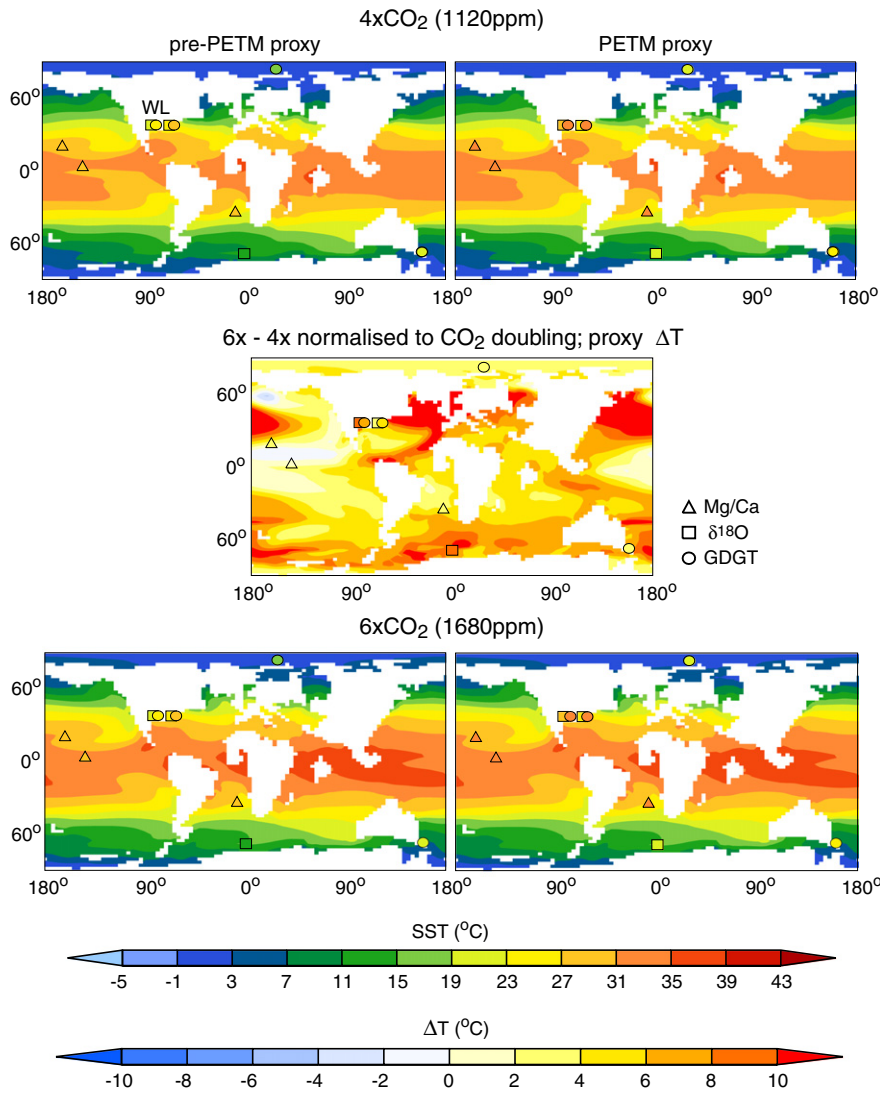 4xCO₂ (1120ppm)
pre-PETM proxy PETM proxy
60°
WL
0°
60°
180° 90° 0° 90° 180° 90° 0° 90° 180°
6x - 4x normalised to CO₂ doubling; proxy ΔT
60°
0°
60°
180° 90° 0° 90° 180°
Mg/Ca
δ¹⁸O
GDGT
6xCO₂ (1680ppm)
60°
0°
60°
180° 90° 0° 90° 180° 90° 0° 90° 180°
SST (°C)
-5 -1 3 7 11 15 19 23 27 31 35 39 43
ΔT (°C)
-10 -8 -6 -4 -2 0 2 4 6 8 10